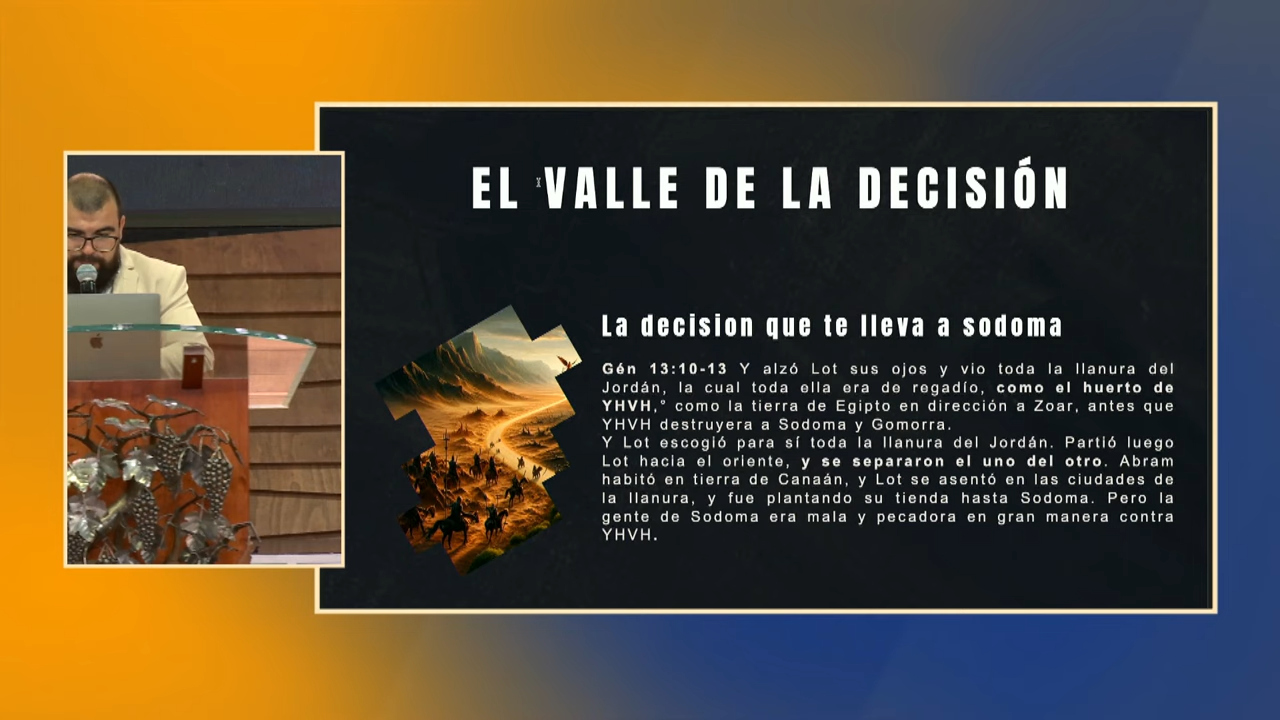 EL VALLE DE LA DECISIÓN
La decision que te lleva a sodoma
Gén 13:10-13 Y alzó Lot sus ojos y vio toda la llanura del
Jordán, la cual toda ella era de regadío, como el huerto de
YHVH,° como la tierra de Egipto en dirección a Zoar, antes que
YHVH destruyera a Sodoma y Gomorra.
Y Lot escogió para sí toda la llanura del Jordán. Partió luego
Lot hacia el oriente, y se separaron el uno del otro. Abram
habitó en tierra de Canaán, y Lot se asentó en las ciudades de
la llanura, y fue plantando su tienda hasta Sodoma. Pero la
gente de Sodoma era mala y pecadora en gran manera contra
YHVH.